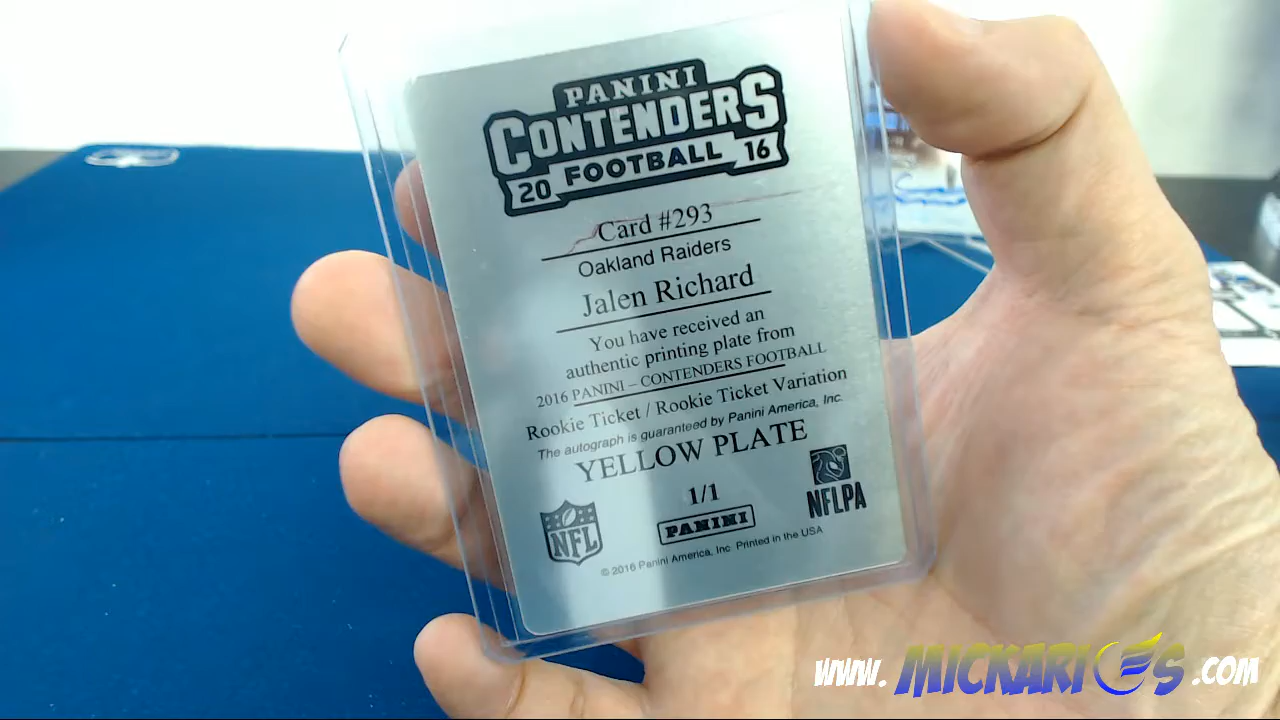 PANINI
CONTENDERS
20 FOOTBALL 16
Card #293
Oakland Raiders
Jalen Richard
You have received an
authentic printing plate from
2016 PANINI – CONTENDERS FOOTBALL
Rookie Ticket / Rookie Ticket Variation
The autograph is guaranteed by Panini America, Inc.
YELLOW PLATE
1/1
NFL
PANINI
NFLPA
© 2016 Panini America, Inc Printed in the USA
www.MICKARIES.com